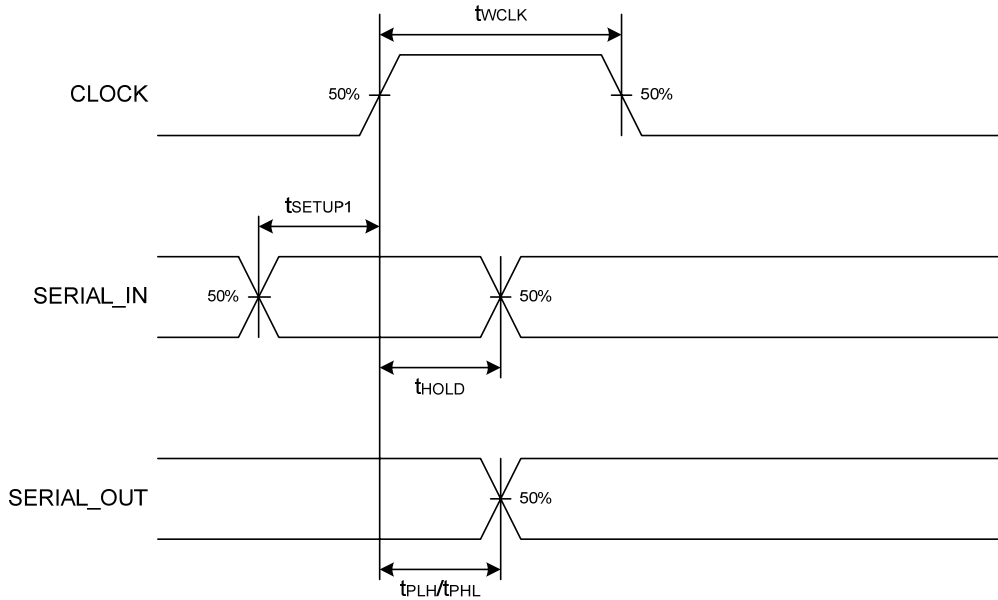 tWCLK
CLOCK
50%
50%
tSETUP1
SERIAL_IN
50%
50%
tHOLD
SERIAL_OUT
50%
tPLH/tPHL